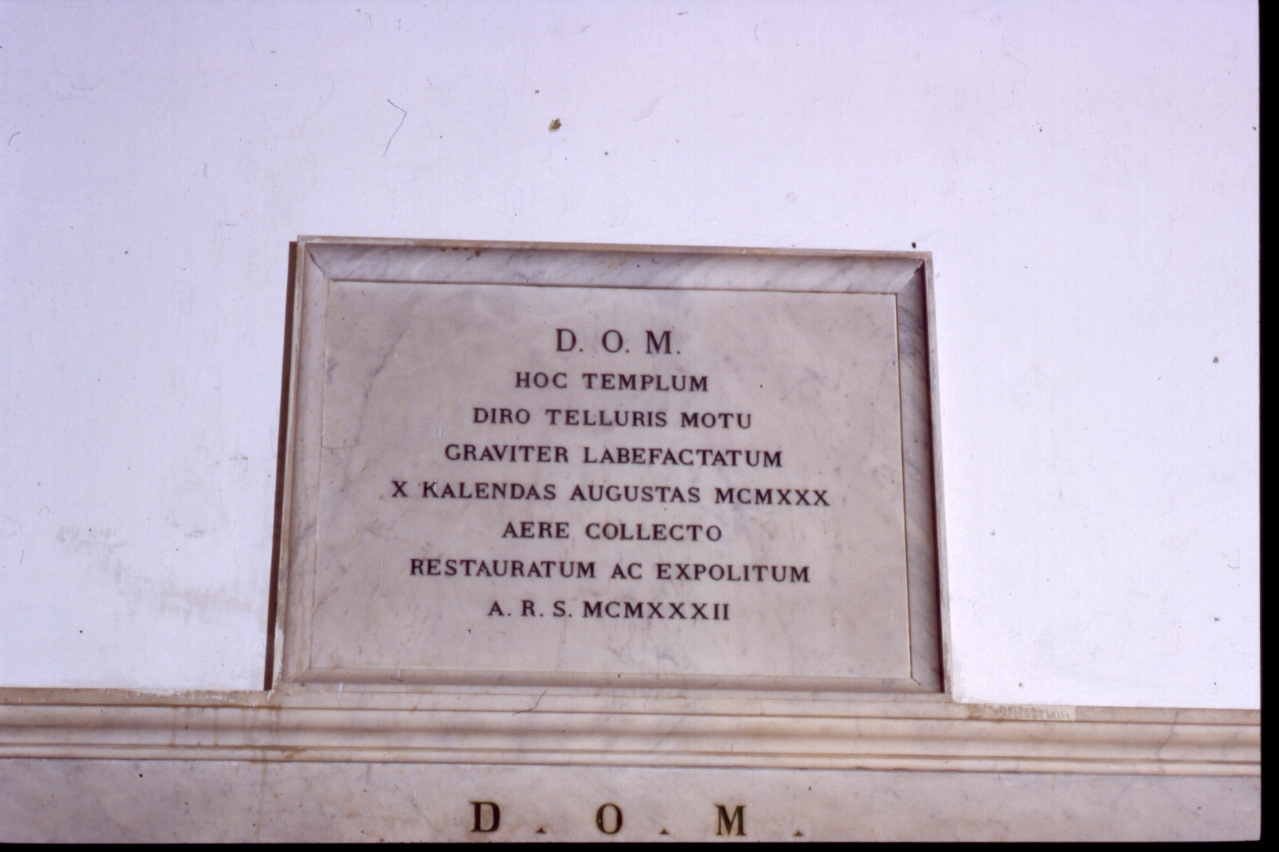 D. O. M.
HOC TEMPLUM
DIRO TELLURIS MOTU
GRAVITER LABEFACTATUM
X KALENDAS AUGUSTAS MCMXXX
AERE COLLECTO
RESTAURATUM AC EXPOLITUM
A. R. S. MCMXXXII
D . O . M .